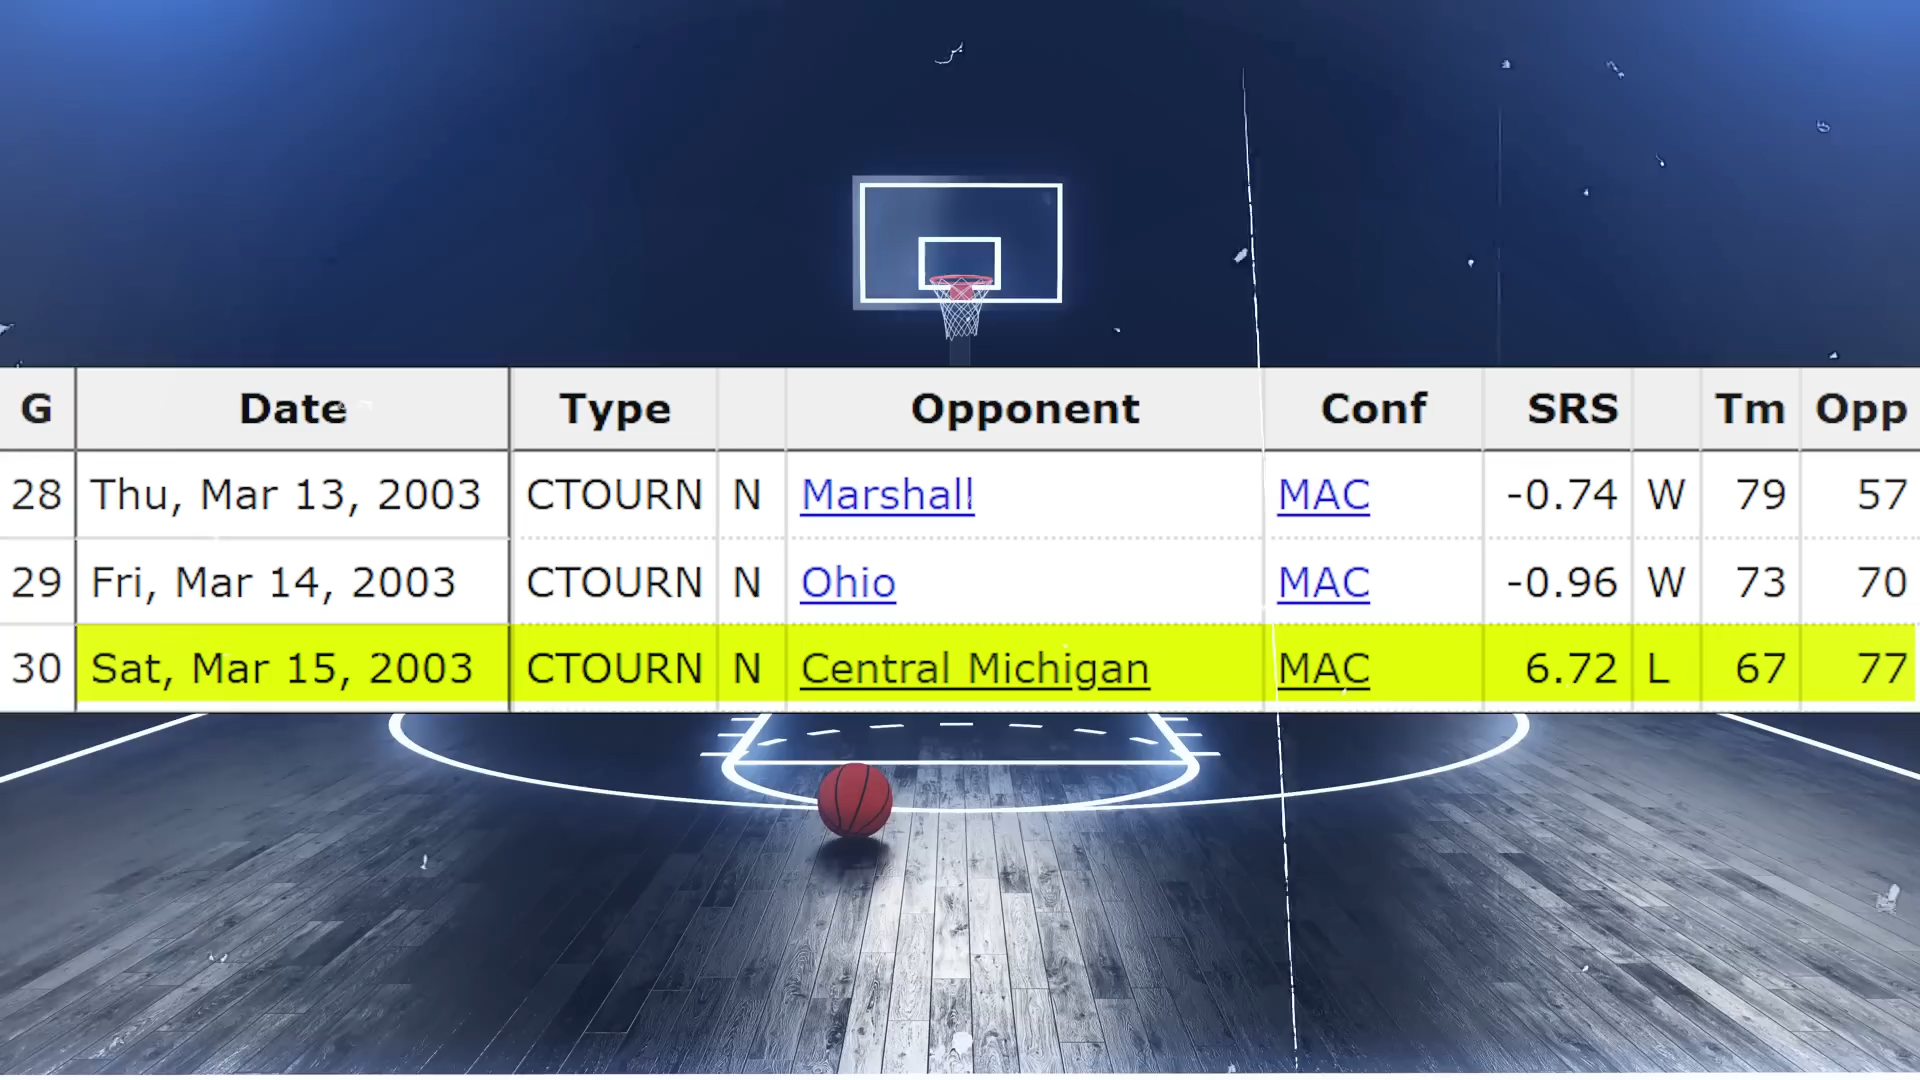 G Date Type Opponent Conf SRS Tm Opp
28 Thu, Mar 13, 2003 CTOURN N Marshall MAC -0.74 W 79 57
29 Fri, Mar 14, 2003 CTOURN N Ohio MAC -0.96 W 73 70
30 Sat, Mar 15, 2003 CTOURN N Central Michigan MAC 6.72 L 67 77